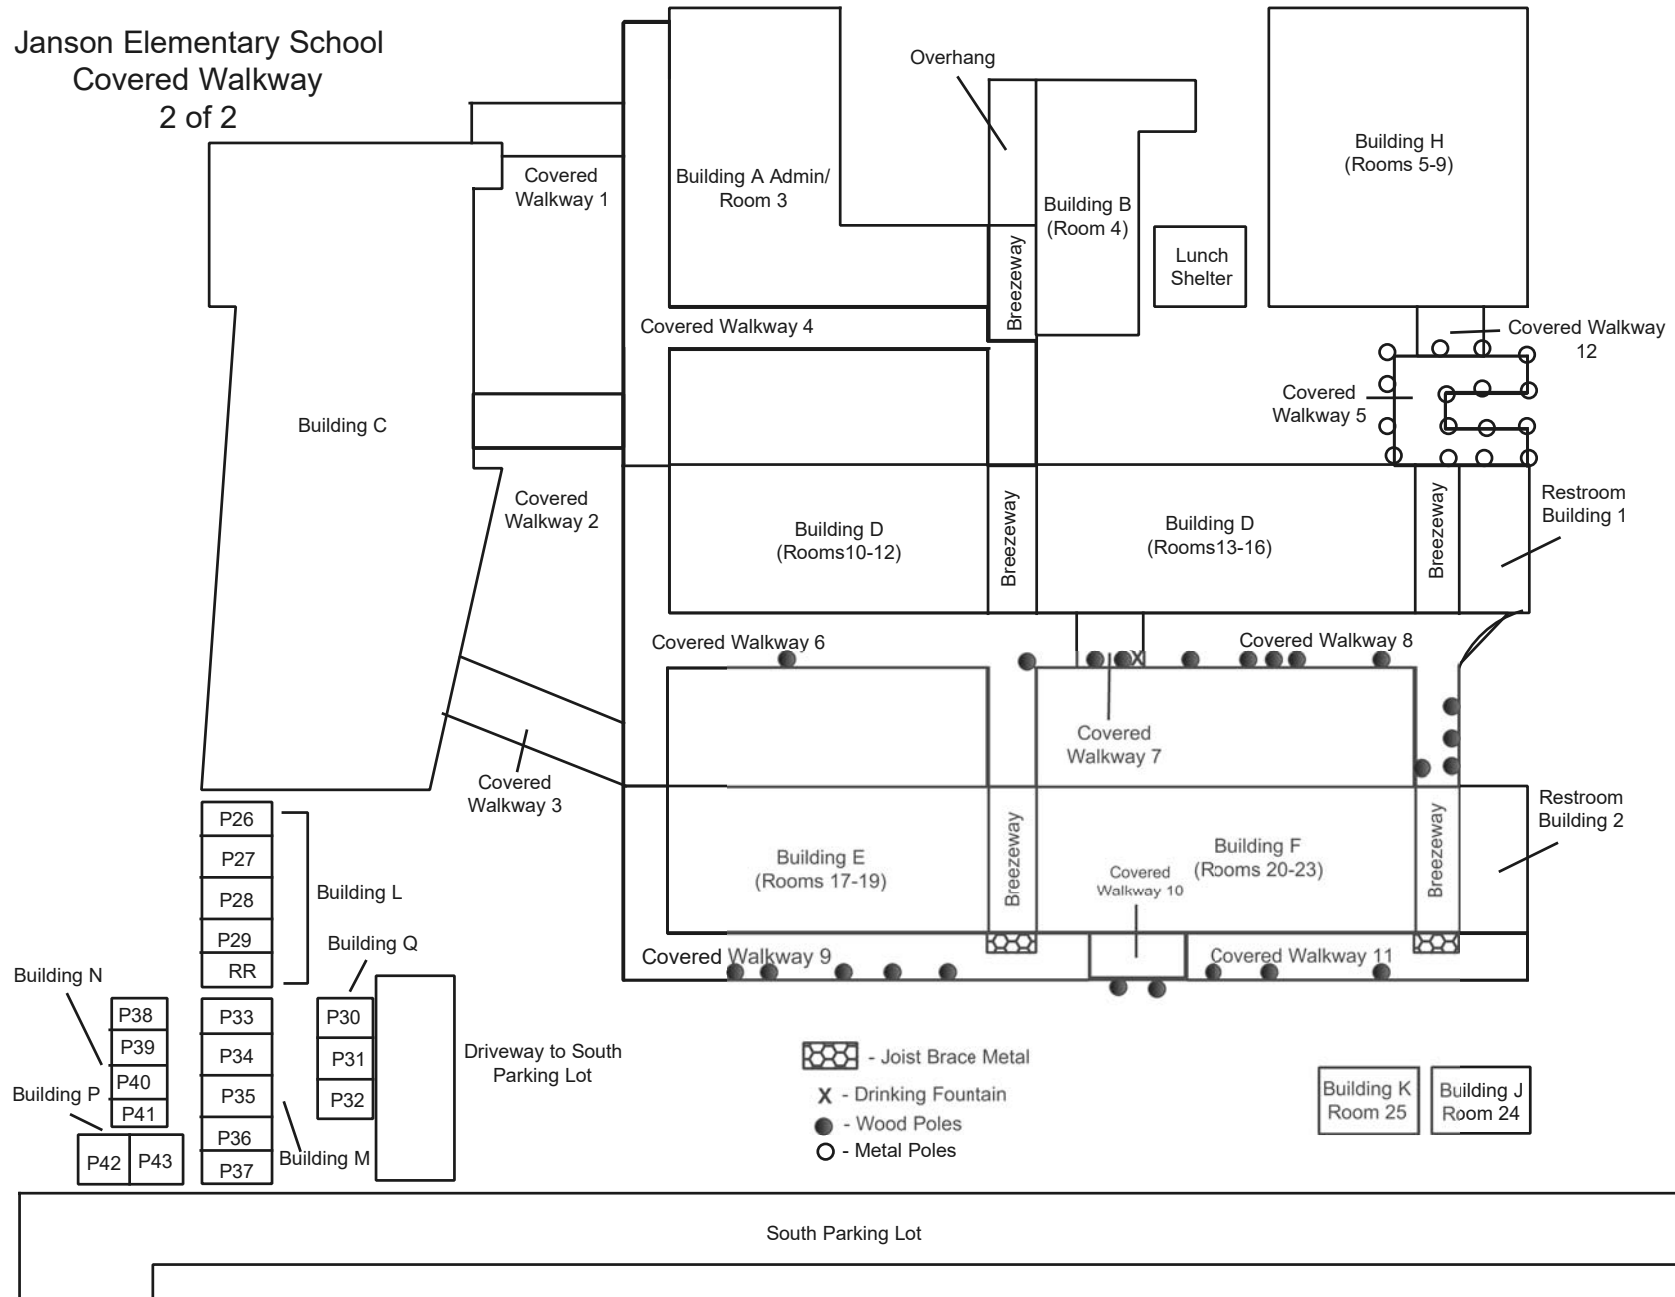 Janson Elementary School
Covered Walkway
2 of 2
Overhang
Building H
(Rooms 5-9)
Covered
Walkway 1
Building A Admin/
Room 3
Building B
(Room 4)
Lunch
Shelter
Breezeway
Covered Walkway 4
Covered Walkway
12
Covered
Walkway 5
Building C
Covered
Walkway 2
Building D
(Rooms10-12)
Breezeway
Building D
(Rooms13-16)
Breezeway
Restroom
Building 1
Covered Walkway 6
Covered Walkway 8
X
Covered
Walkway 7
Covered
Walkway 3
Restroom
Building 2
Building E
(Rooms 17-19)
Breezeway
Covered
Walkway 10
Building F
(Rooms 20-23)
Breezeway
Covered Walkway 9
Covered Walkway 11
P26
P27
P28
P29
RR
Building L
Building Q
Building N
P38
P39
P40
P41
Building P
P42
P43
P33
P34
P35
P36
P37
Building M
P30
P31
P32
Driveway to South
Parking Lot
- Joist Brace Metal
X - Drinking Fountain
- Wood Poles
- Metal Poles
Building K
Room 25
Building J
Room 24
South Parking Lot